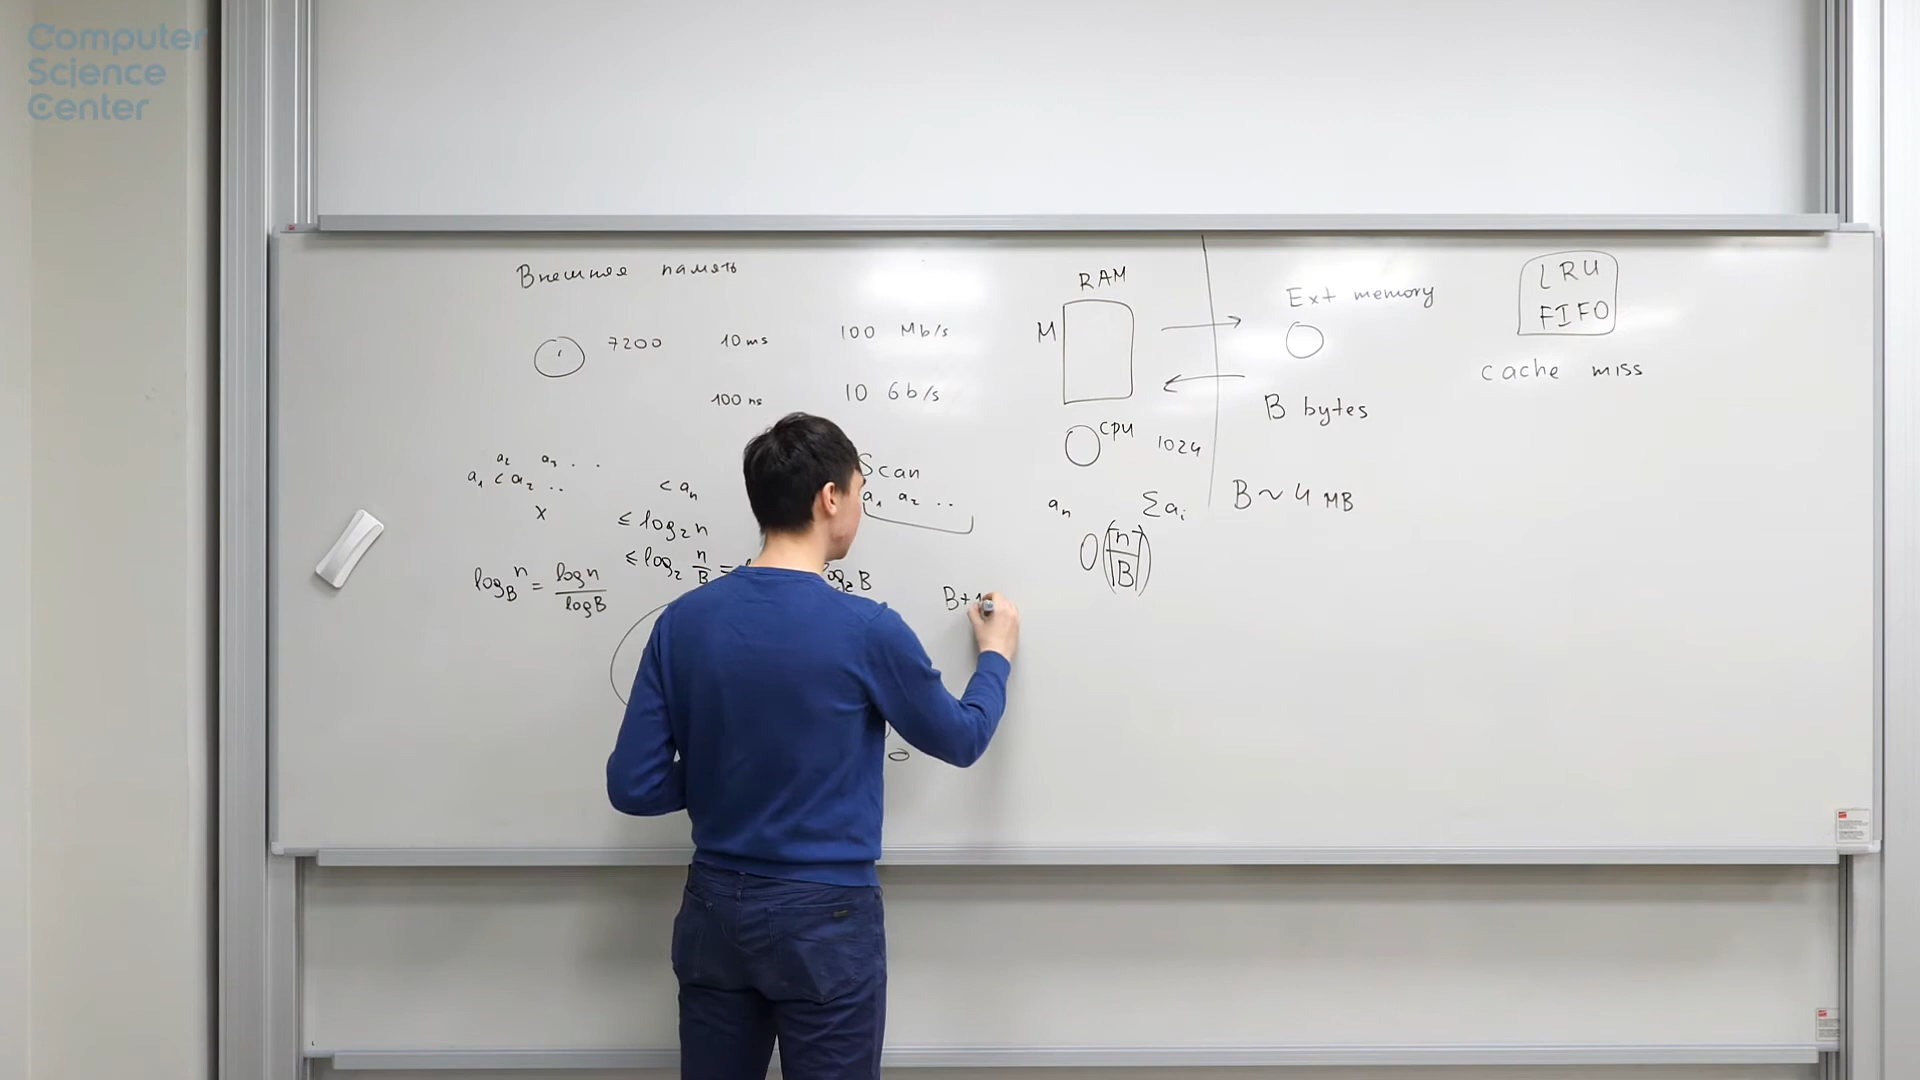 Computer
Science
Center
Внешняя память
7200 10 ms 100 Mb/s
100 ns 10 Gb/s
a₂ a₃ . .
a₁ < a₂ .. < aₙ
x
≤ log₂ n
≤ log₂ n/B =
log₂ B
log_B n = log n / log B
Scan
a₁ a₂ .. aₙ Σaᵢ
O(⌈n/B⌉)
B+1
RAM
M
CPU 1024
Ext memory
B bytes
B ~ 4 MB
LRU
FIFO
cache miss